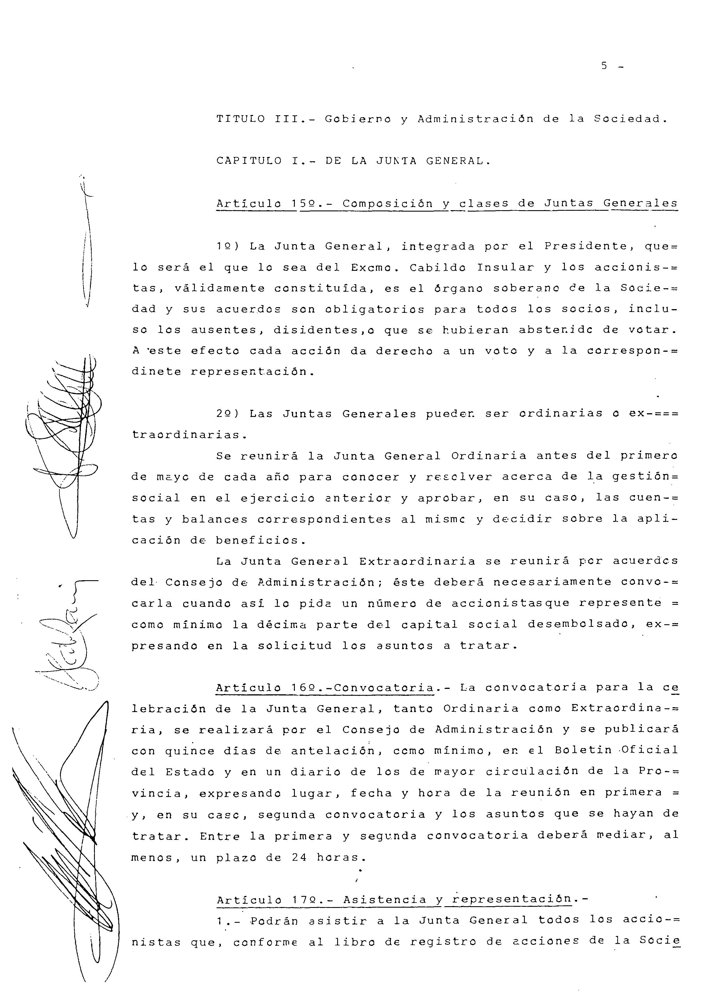 5 -
TITULO III.- Gobierno y Administración de la Sociedad.
CAPITULO I.- DE LA JUNTA GENERAL.
Artículo 15º.- Composición y clases de Juntas Generales
1º) La Junta General, integrada por el Presidente, que=
lo será el que lo sea del Excmo. Cabildo Insular y los accionis-=
tas, válidamente constituída, es el órgano soberano de la Socie-=
dad y sus acuerdos son obligatorios para todos los socios, inclu-
so los ausentes, disidentes,o que se hubieran abstenido de votar.
A este efecto cada acción da derecho a un voto y a la correspon-=
dinete representación.
2º) Las Juntas Generales pueden ser ordinarias o ex-===
traordinarias.
Se reunirá la Junta General Ordinaria antes del primero
de mayo de cada año para conocer y resolver acerca de la gestión=
social en el ejercicio anterior y aprobar, en su caso, las cuen-=
tas y balances correspondientes al mismo y decidir sobre la apli-
cación de beneficios.
La Junta General Extraordinaria se reunirá por acuerdos
del Consejo de Administración; éste deberá necesariamente convo-=
carla cuando así lo pida un número de accionistasque represente =
como mínimo la décima parte del capital social desembolsado, ex-=
presando en la solicitud los asuntos a tratar.
Artículo 16º.-Convocatoria.- La convocatoria para la ce
lebración de la Junta General, tanto Ordinaria como Extraordina-=
ria, se realizará por el Consejo de Administración y se publicará
con quince días de antelación, como mínimo, en el Boletin Oficial
del Estado y en un diario de los de mayor circulación de la Pro-=
vincia, expresando lugar, fecha y hora de la reunión en primera =
y, en su caso, segunda convocatoria y los asuntos que se hayan de
tratar. Entre la primera y segunda convocatoria deberá mediar, al
menos, un plazo de 24 horas.
Artículo 17º.- Asistencia y representación.-
1.- Podrán asistir a la Junta General todos los accio-=
nistas que, conforme al libro de registro de acciones de la Socie